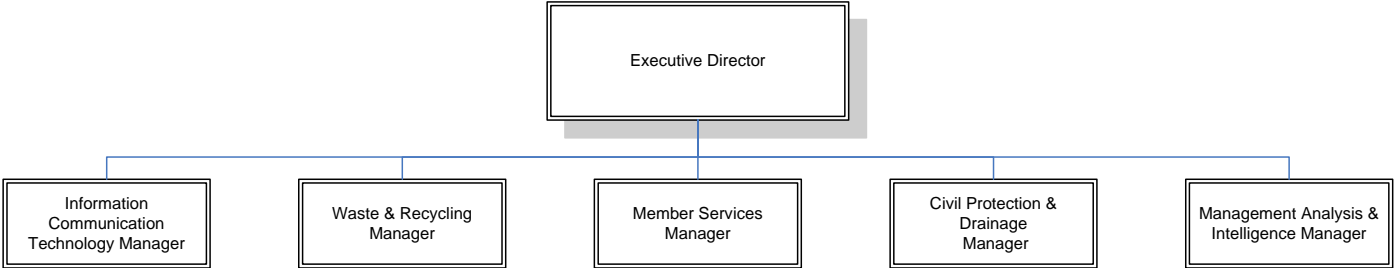 Executive Director
Information
Communication
Technology Manager
Waste & Recycling
Manager
Member Services
Manager
Civil Protection &
Drainage
Manager
Management Analysis &
Intelligence Manager